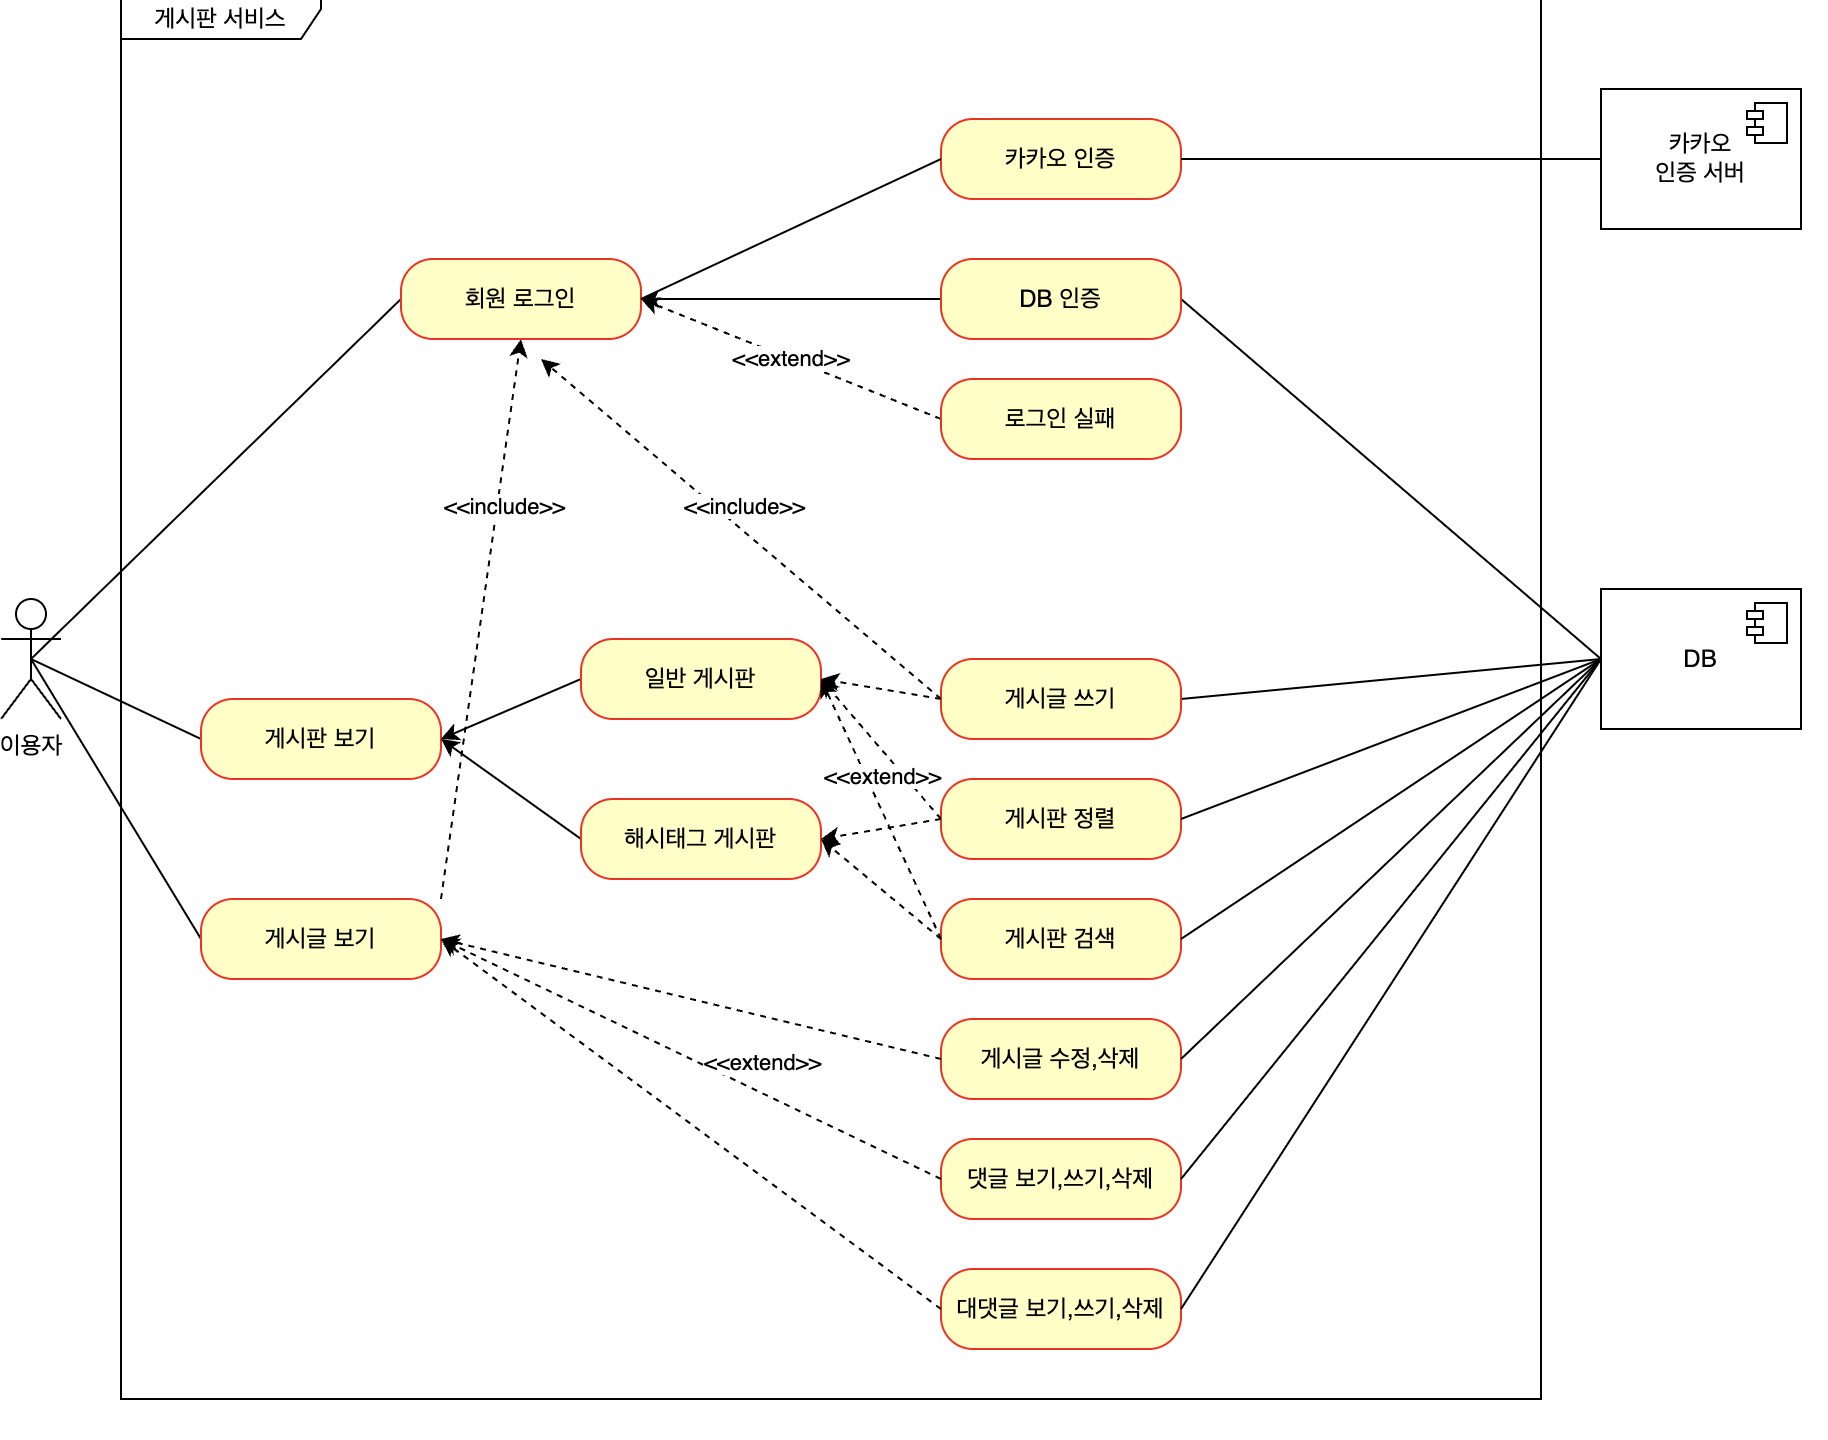 게시판 서비스
카카오 인증
카카오
인증 서버
회원 로그인
DB 인증
<<extend>>
로그인 실패
<<include>>
<<include>>
이용자
일반 게시판
게시글 쓰기
DB
게시판 보기
<<extend>>
해시태그 게시판
게시판 정렬
게시글 보기
게시판 검색
게시글 수정,삭제
<<extend>>
댓글 보기,쓰기,삭제
대댓글 보기,쓰기,삭제